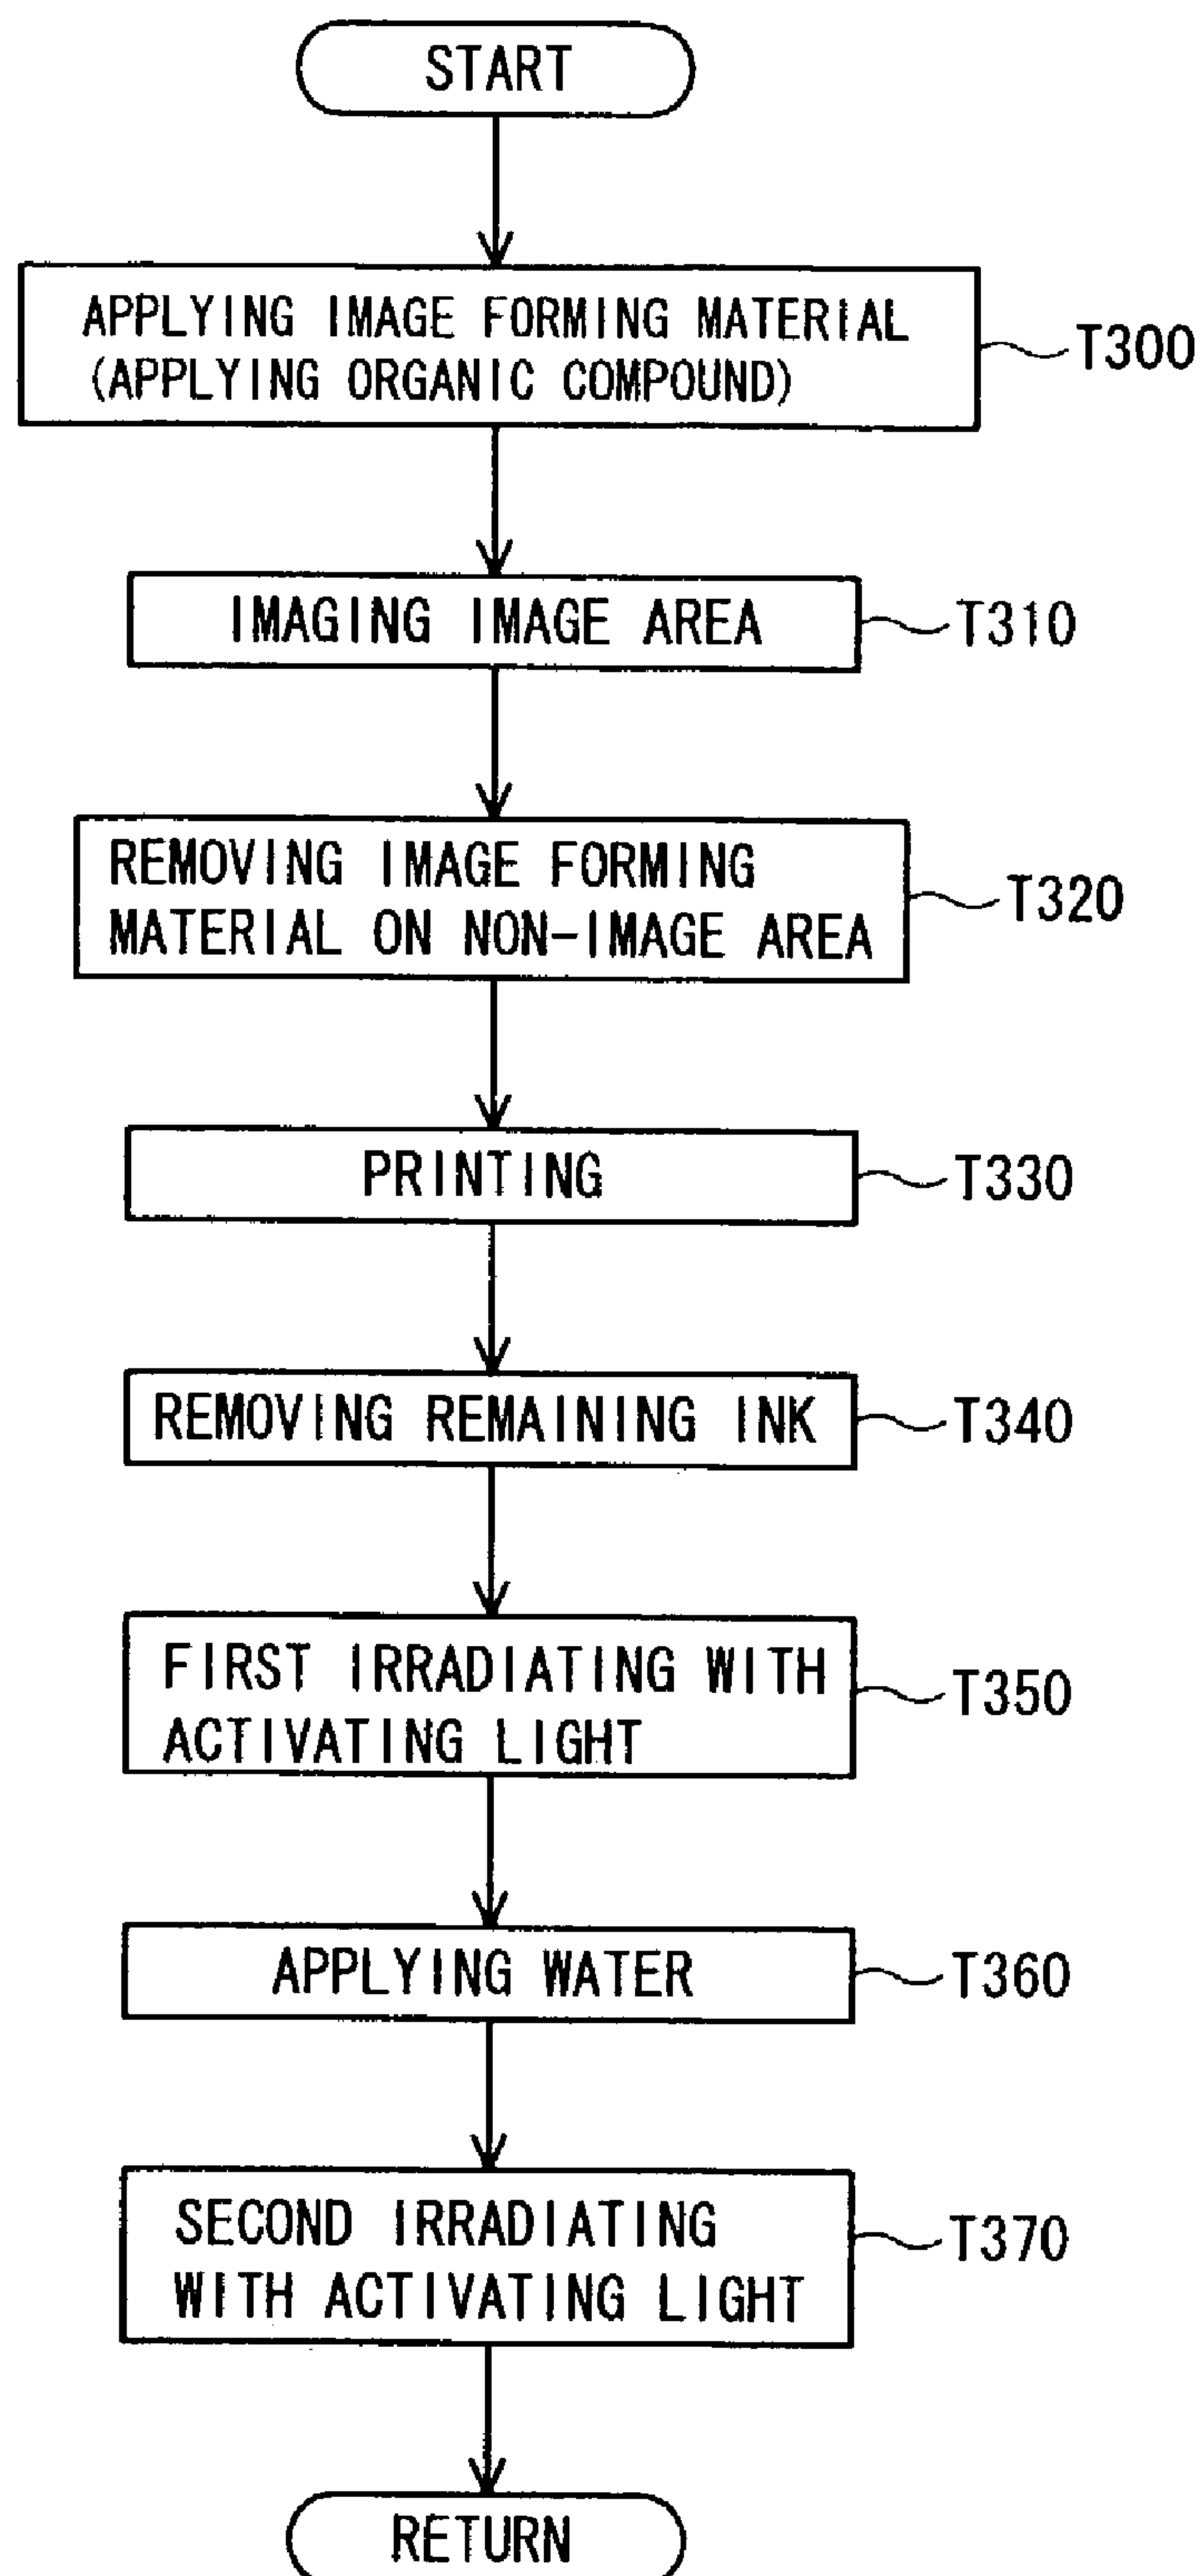 START
APPLYING IMAGE FORMING MATERIAL
(APPLYING ORGANIC COMPOUND)
T300
IMAGING IMAGE AREA
T310
REMOVING IMAGE FORMING
MATERIAL ON NON-IMAGE AREA
T320
PRINTING
T330
REMOVING REMAINING INK
T340
FIRST IRRADIATING WITH
ACTIVATING LIGHT
T350
APPLYING WATER
T360
SECOND IRRADIATING
WITH ACTIVATING LIGHT
T370
RETURN